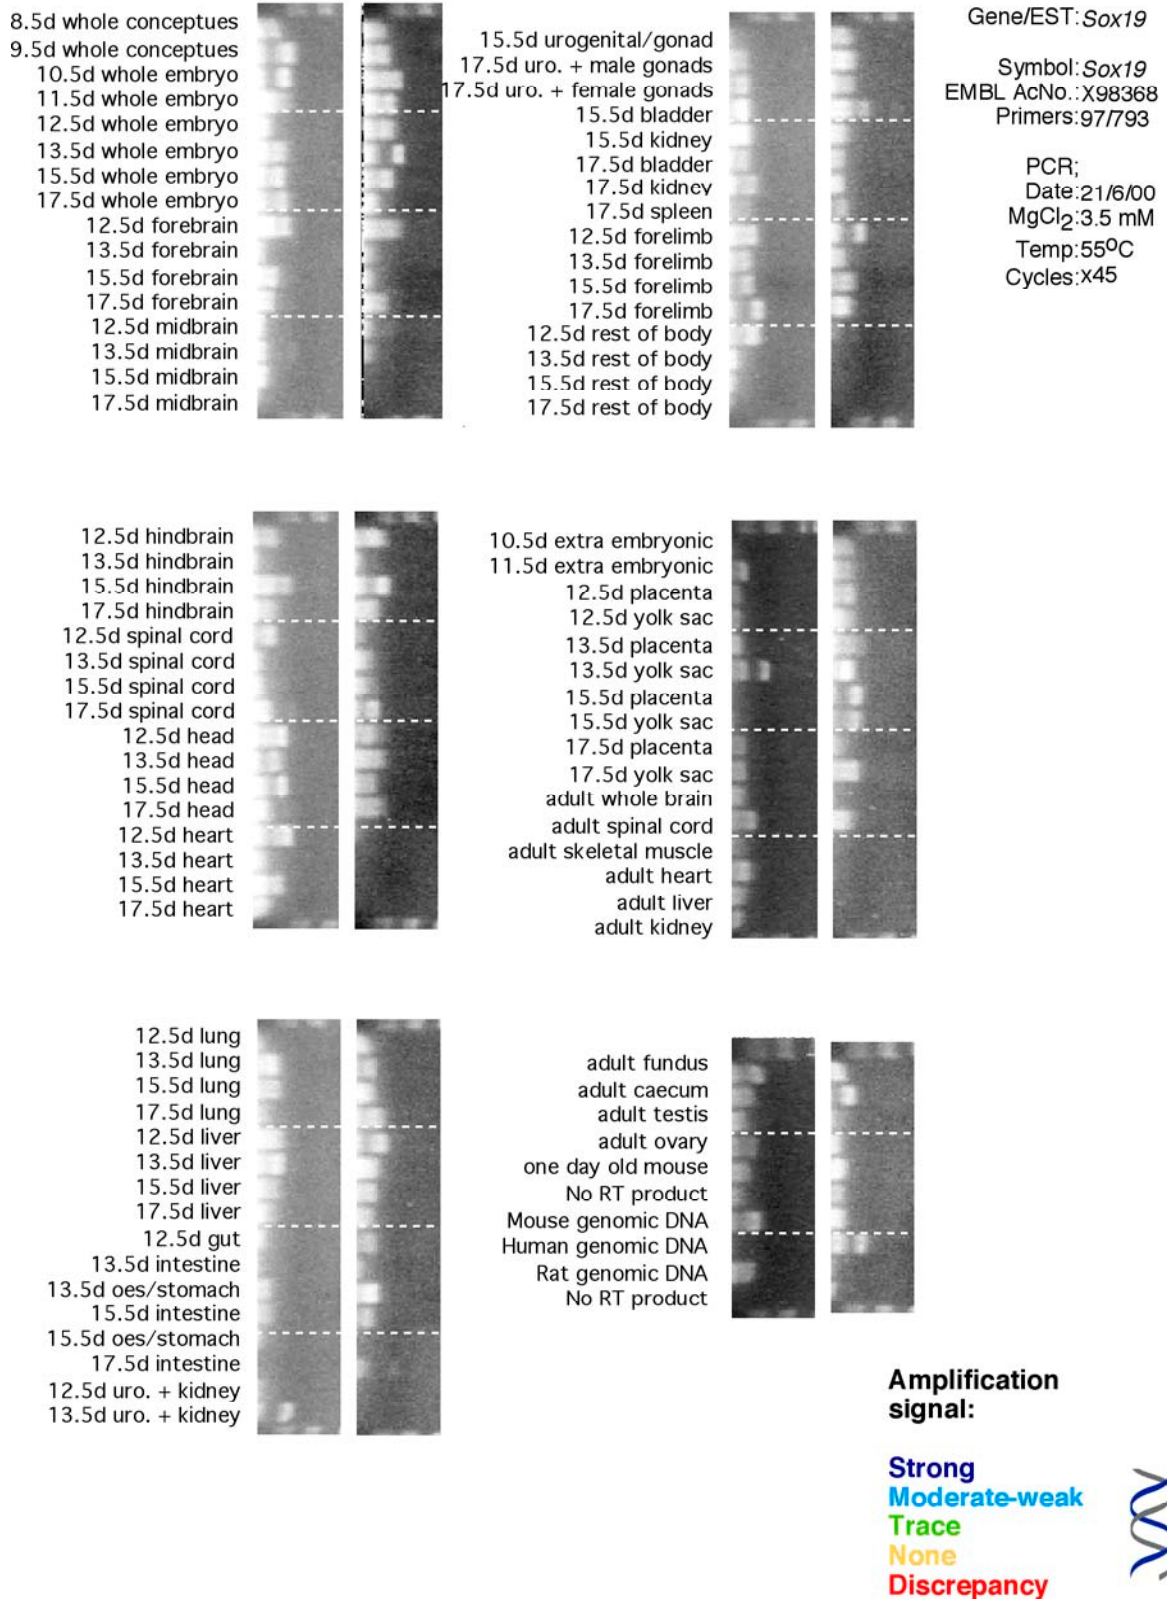 8.5d whole conceptues
9.5d whole conceptues
10.5d whole embryo
11.5d whole embryo
12.5d whole embryo
13.5d whole embryo
15.5d whole embryo
17.5d whole embryo
12.5d forebrain
13.5d forebrain
15.5d forebrain
17.5d forebrain
12.5d midbrain
13.5d midbrain
15.5d midbrain
17.5d midbrain
15.5d urogenital/gonad
17.5d uro. + male gonads
17.5d uro. + female gonads
15.5d bladder
15.5d kidney
17.5d bladder
17.5d kidney
17.5d spleen
12.5d forelimb
13.5d forelimb
15.5d forelimb
17.5d forelimb
12.5d rest of body
13.5d rest of body
15.5d rest of body
17.5d rest of body
Gene/EST: Sox19
Symbol: Sox19
EMBL AcNo.: X98368
Primers: 97/793
PCR;
Date: 21/6/00
MgCl2: 3.5 mM
Temp: 55ºC
Cycles: x45
12.5d hindbrain
13.5d hindbrain
15.5d hindbrain
17.5d hindbrain
12.5d spinal cord
13.5d spinal cord
15.5d spinal cord
17.5d spinal cord
12.5d head
13.5d head
15.5d head
17.5d head
12.5d heart
13.5d heart
15.5d heart
17.5d heart
10.5d extra embryonic
11.5d extra embryonic
12.5d placenta
12.5d yolk sac
13.5d placenta
13.5d yolk sac
15.5d placenta
15.5d yolk sac
17.5d placenta
17.5d yolk sac
adult whole brain
adult spinal cord
adult skeletal muscle
adult heart
adult liver
adult kidney
12.5d lung
13.5d lung
15.5d lung
17.5d lung
12.5d liver
13.5d liver
15.5d liver
17.5d liver
12.5d gut
13.5d intestine
13.5d oes/stomach
15.5d intestine
15.5d oes/stomach
17.5d intestine
12.5d uro. + kidney
13.5d uro. + kidney
adult fundus
adult caecum
adult testis
adult ovary
one day old mouse
No RT product
Mouse genomic DNA
Human genomic DNA
Rat genomic DNA
No RT product
Amplification
signal:
Strong
Moderate-weak
Trace
None
Discrepancy